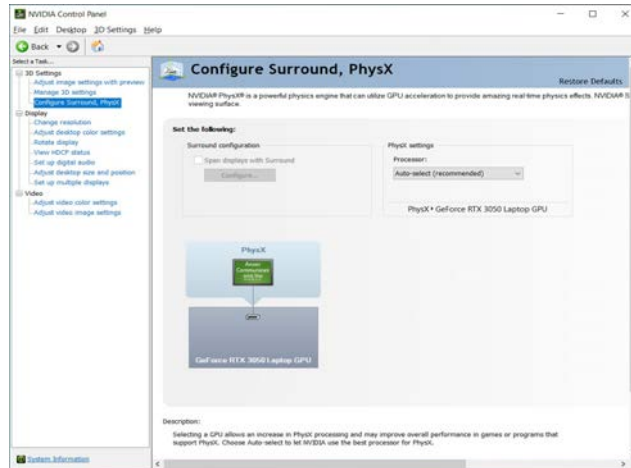 NVIDIA Control Panel
File Edit Desktop 3D Settings Help
Back
Select a Task...
3D Settings
Adjust image settings with preview
Manage 3D settings
Configure Surround, PhysX
Display
Change resolution
Adjust desktop color settings
Rotate display
View HDCP status
Set up digital audio
Adjust desktop size and position
Set up multiple displays
Video
Adjust video color settings
Adjust video image settings
System Information
Configure Surround, PhysX
Restore Defaults
NVIDIA® PhysX® is a powerful physics engine that can utilize GPU acceleration to provide amazing real-time physics effects. NVIDIA® S
viewing surface.
Set the following:
Surround configuration
Span displays with Surround
Configure...
PhysX settings
Processor:
Auto-select (recommended)
PhysX > GeForce RTX 3050 Laptop GPU
PhysX
GeForce RTX 3050 Laptop GPU
Description:
Selecting a GPU allows an increase in PhysX processing and may improve overall performance in games or programs that
support PhysX. Choose Auto-select to let NVIDIA use the best processor for PhysX.